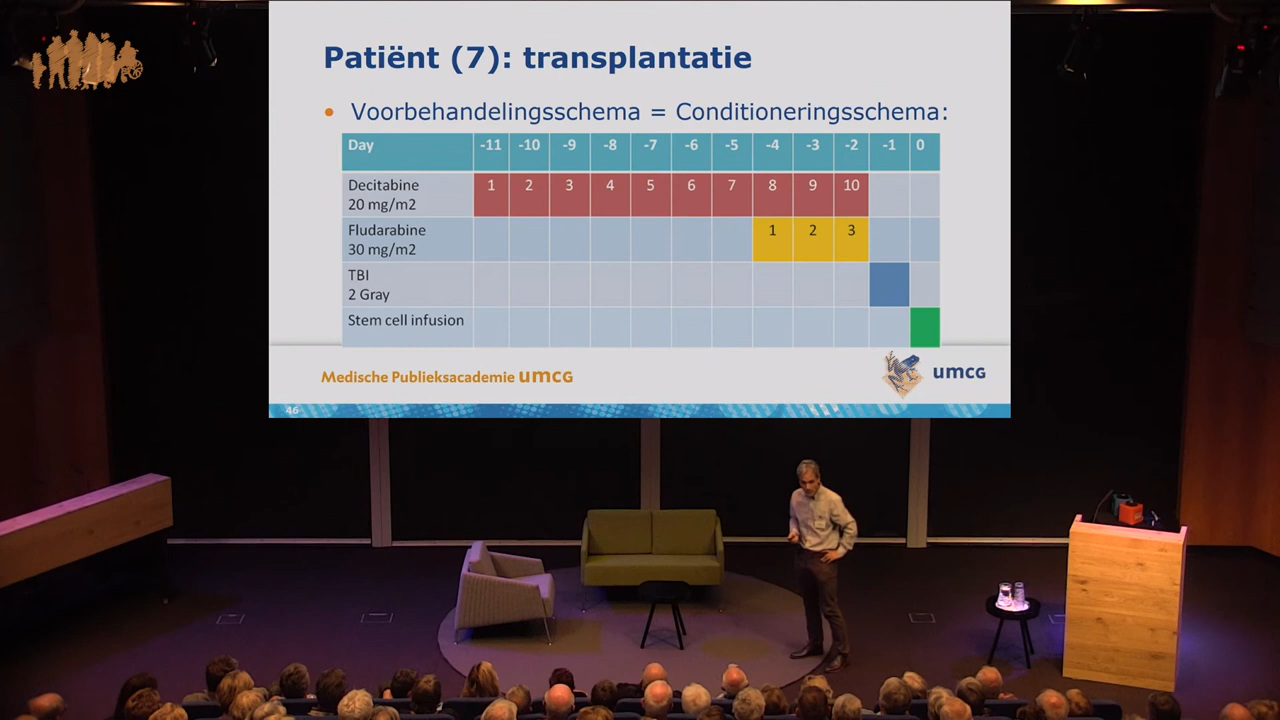 Patiënt (7): transplantatie
• Voorbehandelingsschema = Conditioneringsschema:
Day -11 -10 -9 -8 -7 -6 -5 -4 -3 -2 -1 0
Decitabine 1 2 3 4 5 6 7 8 9 10
20 mg/m2
Fludarabine 1 2 3
30 mg/m2
TBI
2 Gray
Stem cell infusion
Medische Publieksacademie umcg
umcg
46